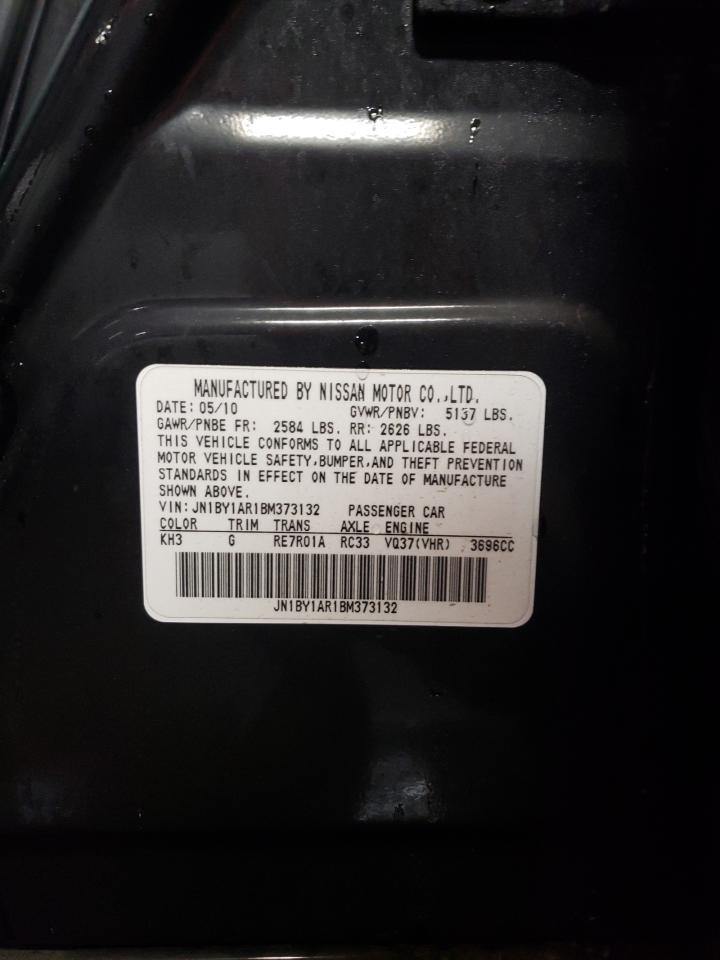 MANUFACTURED BY NISSAN MOTOR CO.,LTD.
DATE: 05/10 GVWR/PNBV: 5137 LBS.
GAWR/PNBE FR: 2584 LBS. RR: 2626 LBS.
THIS VEHICLE CONFORMS TO ALL APPLICABLE FEDERAL
MOTOR VEHICLE SAFETY,BUMPER,AND THEFT PREVENTION
STANDARDS IN EFFECT ON THE DATE OF MANUFACTURE
SHOWN ABOVE.
VIN:JN1BY1AR1BM373132 PASSENGER CAR
COLOR TRIM TRANS AXLE ENGINE
KH3 G RE7R01A RC33 VQ37(VHR) 3696CC
JN1BY1AR1BM373132